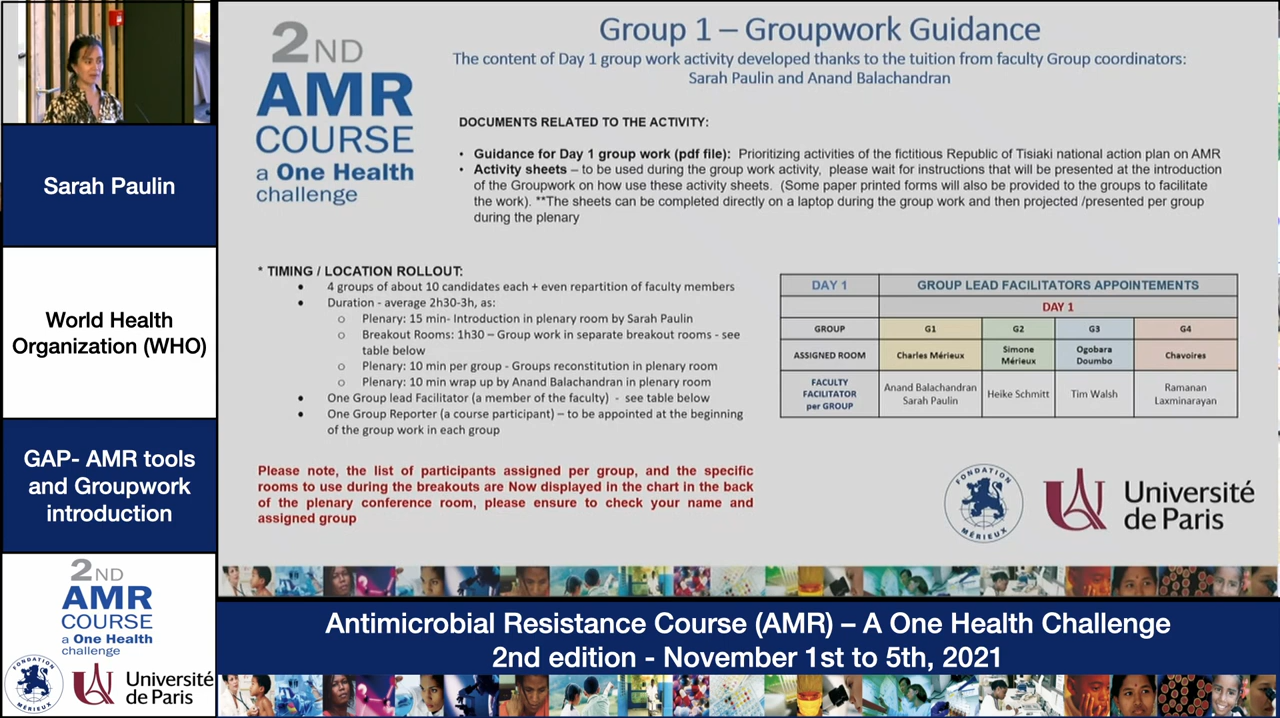 Sarah Paulin
World Health
Organization (WHO)
GAP- AMR tools
and Groupwork
introduction
2ND
AMR
COURSE
a One Health
challenge
FONDATION
MÉRIEUX
Université
de Paris
2ND
AMR
COURSE
a One Health
challenge
Group 1 – Groupwork Guidance
The content of Day 1 group work activity developed thanks to the tuition from faculty Group coordinators:
Sarah Paulin and Anand Balachandran
DOCUMENTS RELATED TO THE ACTIVITY:
• Guidance for Day 1 group work (pdf file): Prioritizing activities of the fictitious Republic of Tisiaki national action plan on AMR
• Activity sheets – to be used during the group work activity, please wait for instructions that will be presented at the introduction
of the Groupwork on how use these activity sheets. (Some paper printed forms will also be provided to the groups to facilitate
the work). **The sheets can be completed directly on a laptop during the group work and then projected /presented per group
during the plenary
* TIMING / LOCATION ROLLOUT:
• 4 groups of about 10 candidates each + even repartition of faculty members
• Duration - average 2h30-3h, as:
o Plenary: 15 min- Introduction in plenary room by Sarah Paulin
o Breakout Rooms: 1h30 – Group work in separate breakout rooms - see
table below
o Plenary: 10 min per group - Groups reconstitution in plenary room
o Plenary: 10 min wrap up by Anand Balachandran in plenary room
• One Group lead Facilitator (a member of the faculty) - see table below
• One Group Reporter (a course participant) – to be appointed at the beginning
of the group work in each group
Please note, the list of participants assigned per group, and the specific
rooms to use during the breakouts are Now displayed in the chart in the back
of the plenary conference room, please ensure to check your name and
assigned group
DAY 1 GROUP LEAD FACILITATORS APPOINTEMENTS
DAY 1
GROUP G1 G2 G3 G4
ASSIGNED ROOM Charles Mérieux Simone Mérieux Ogobara Doumbo Chavoires
FACULTY FACILITATOR per GROUP Anand Balachandran Sarah Paulin Heike Schmitt Tim Walsh Ramanan Laxminarayan
FONDATION
MÉRIEUX
Université
de Paris
Antimicrobial Resistance Course (AMR) – A One Health Challenge
2nd edition - November 1st to 5th, 2021